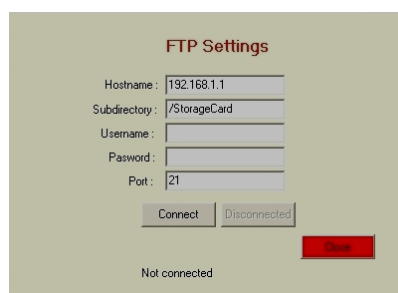 FTP Settings
Hostname : 192.168.1.1
Subdirectory : /StorageCard
Username :
Pasword :
Port : 21
Connect Disconnected
Close
Not connected